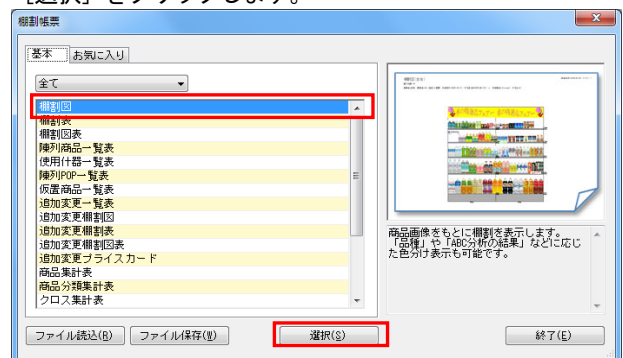 [選択] をクリックします。
棚割帳票
基本 お気に入り
全て
棚割図
棚割表
棚割図表
陳列商品一覧表
使用什器一覧表
陳列POP一覧表
仮置商品一覧表
追加変更一覧表
追加変更棚割図
追加変更棚割表
追加変更棚割図表
追加変更プライスカード
商品集計表
商品分類集計表
クロス集計表
商品画像をもとに棚割を表示します。
「品種」や「ABC分析の結果」などに応じ
た色分け表示も可能です。
ファイル読込(R) ファイル保存(W) 選択(S) 終了(E)